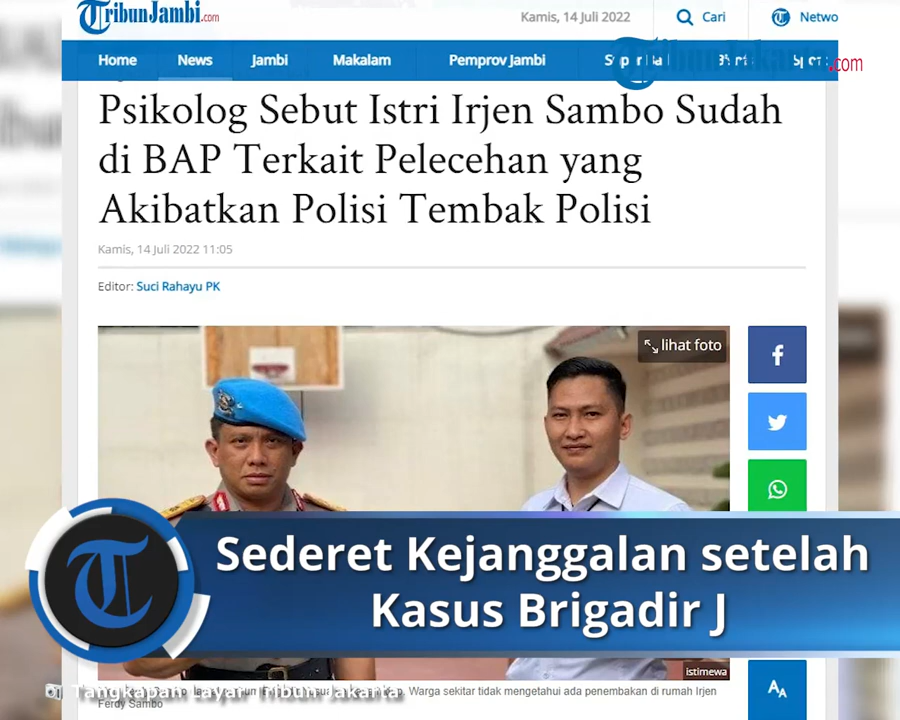 TribunJambi.com
Kamis, 14 Juli 2022
Cari
Netwo
Home
News
Jambi
Makalam
Pemprov Jambi
TribunJakarta.com
Psikolog Sebut Istri Irjen Sambo Sudah
di BAP Terkait Pelecehan yang
Akibatkan Polisi Tembak Polisi
Kamis, 14 Juli 2022 11:05
Editor: Suci Rahayu PK
lihat foto
Sederet Kejanggalan setelah
Kasus Brigadir J
istimewa
Tangkapan Layar Tribun Jakarta
Warga sekitar tidak mengetahui ada penembakan di rumah Irjen
Ferdy Sambo
AA